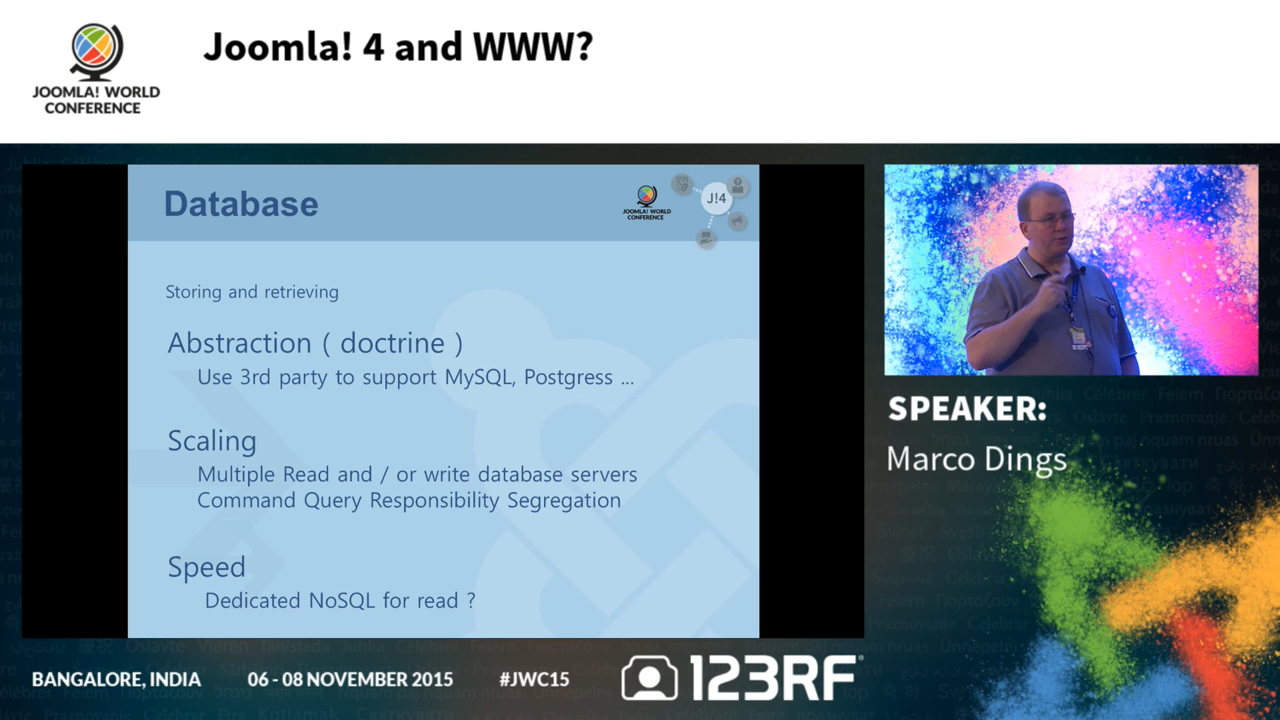 Joomla! 4 and WWW?
JOOMLA! WORLD
CONFERENCE
Database
JOOMLA! WORLD
CONFERENCE
J!4
Storing and retrieving
Abstraction ( doctrine )
Use 3rd party to support MySQL, Postgress ...
Scaling
Multiple Read and / or write database servers
Command Query Responsibility Segregation
Speed
Dedicated NoSQL for read ?
SPEAKER:
Marco Dings
BANGALORE, INDIA
06 - 08 NOVEMBER 2015
#JWC15
123RF